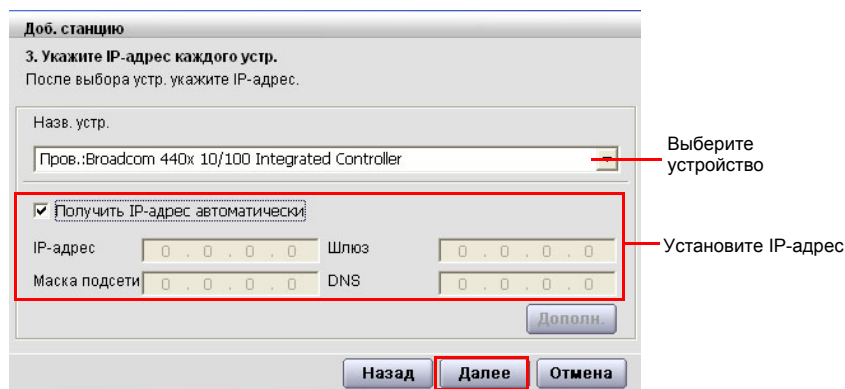 Доб. станцию
3. Укажите IP-адрес каждого устр.
После выбора устр. укажите IP-адрес.
Назв. устр.
Пров.:Broadcom 440x 10/100 Integrated Controller
Выберите
устройство
Получить IP-адрес автоматически
IP-адрес 0 . 0 . 0 . 0 Шлюз 0 . 0 . 0 . 0
Установите IP-адрес
Маска подсети 0 . 0 . 0 . 0 DNS 0 . 0 . 0 . 0
Дополн.
Назад Далее Отмена